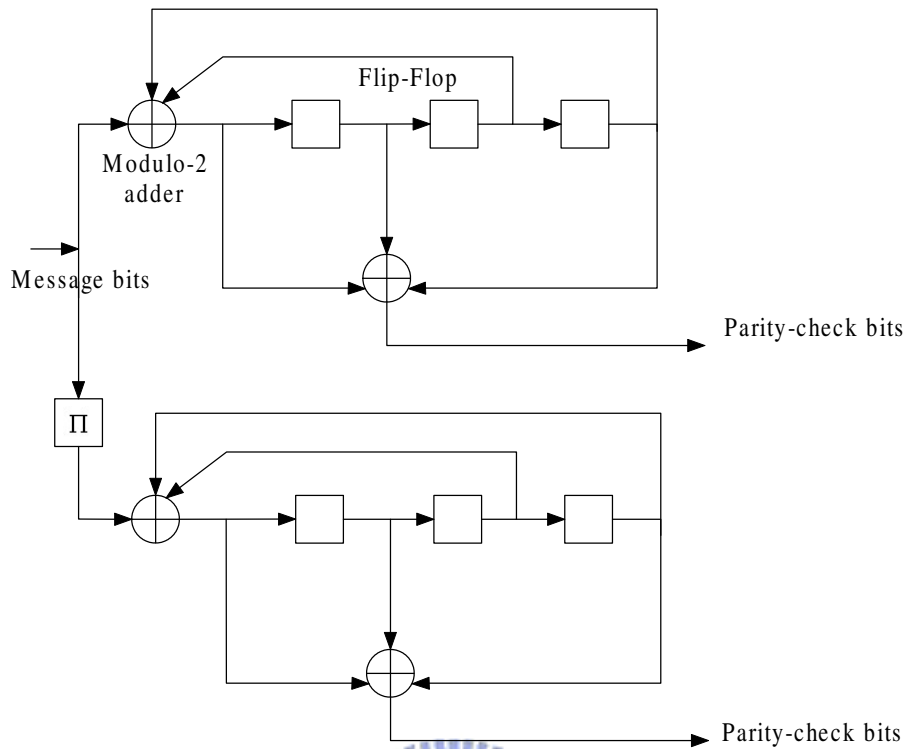 Flip-Flop
Modulo-2
adder
Message bits
Parity-check bits
Π
Parity-check bits